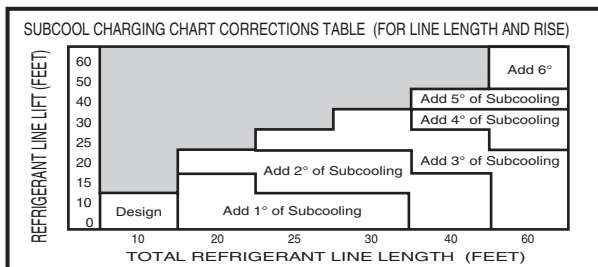 SUBCOOL CHARGING CHART CORRECTIONS TABLE (FOR LINE LENGTH AND RISE)
REFRIGERANT LINE LIFT (FEET)
60
50
40
30
25
20
15
10
0
Add 6°
Add 5° of Subcooling
Add 4° of Subcooling
Add 3° of Subcooling
Add 2° of Subcooling
Design
Add 1° of Subcooling
10 20 25 30 40 60
TOTAL REFRIGERANT LINE LENGTH (FEET)